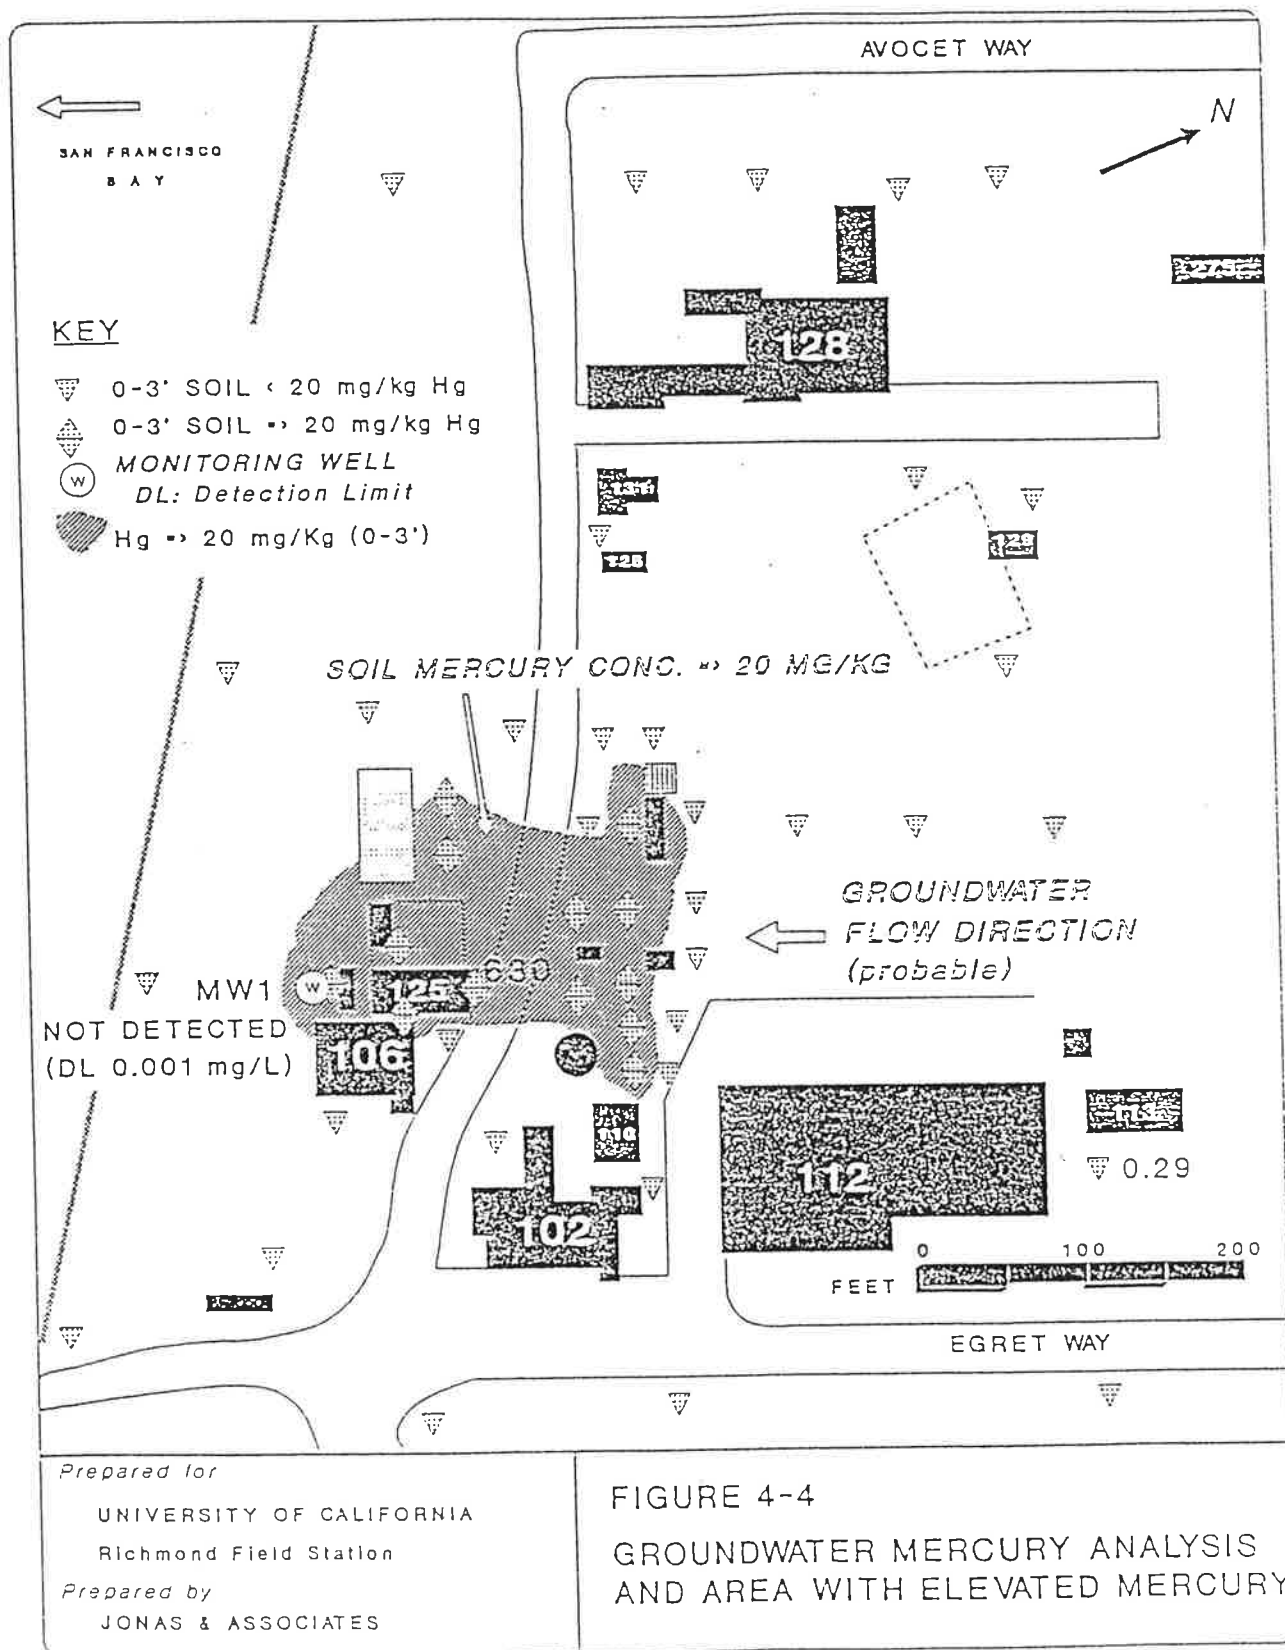 AVOCET WAY
N
SAN FRANCISCO
BAY
275
128
KEY
0-3' SOIL < 20 mg/kg Hg
0-3' SOIL => 20 mg/kg Hg
W
MONITORING WELL
DL: Detection Limit
Hg => 20 mg/Kg (0-3')
SOIL MERCURY CONC. => 20 MG/KG
GROUNDWATER
FLOW DIRECTION
(probable)
MW1
W
125
630
NOT DETECTED
(DL 0.001 mg/L)
106
113
112
0.29
102
0 100 200
FEET
EGRET WAY
Prepared for
UNIVERSITY OF CALIFORNIA
Richmond Field Station
Prepared by
JONAS & ASSOCIATES
FIGURE 4-4
GROUNDWATER MERCURY ANALYSIS
AND AREA WITH ELEVATED MERCURY